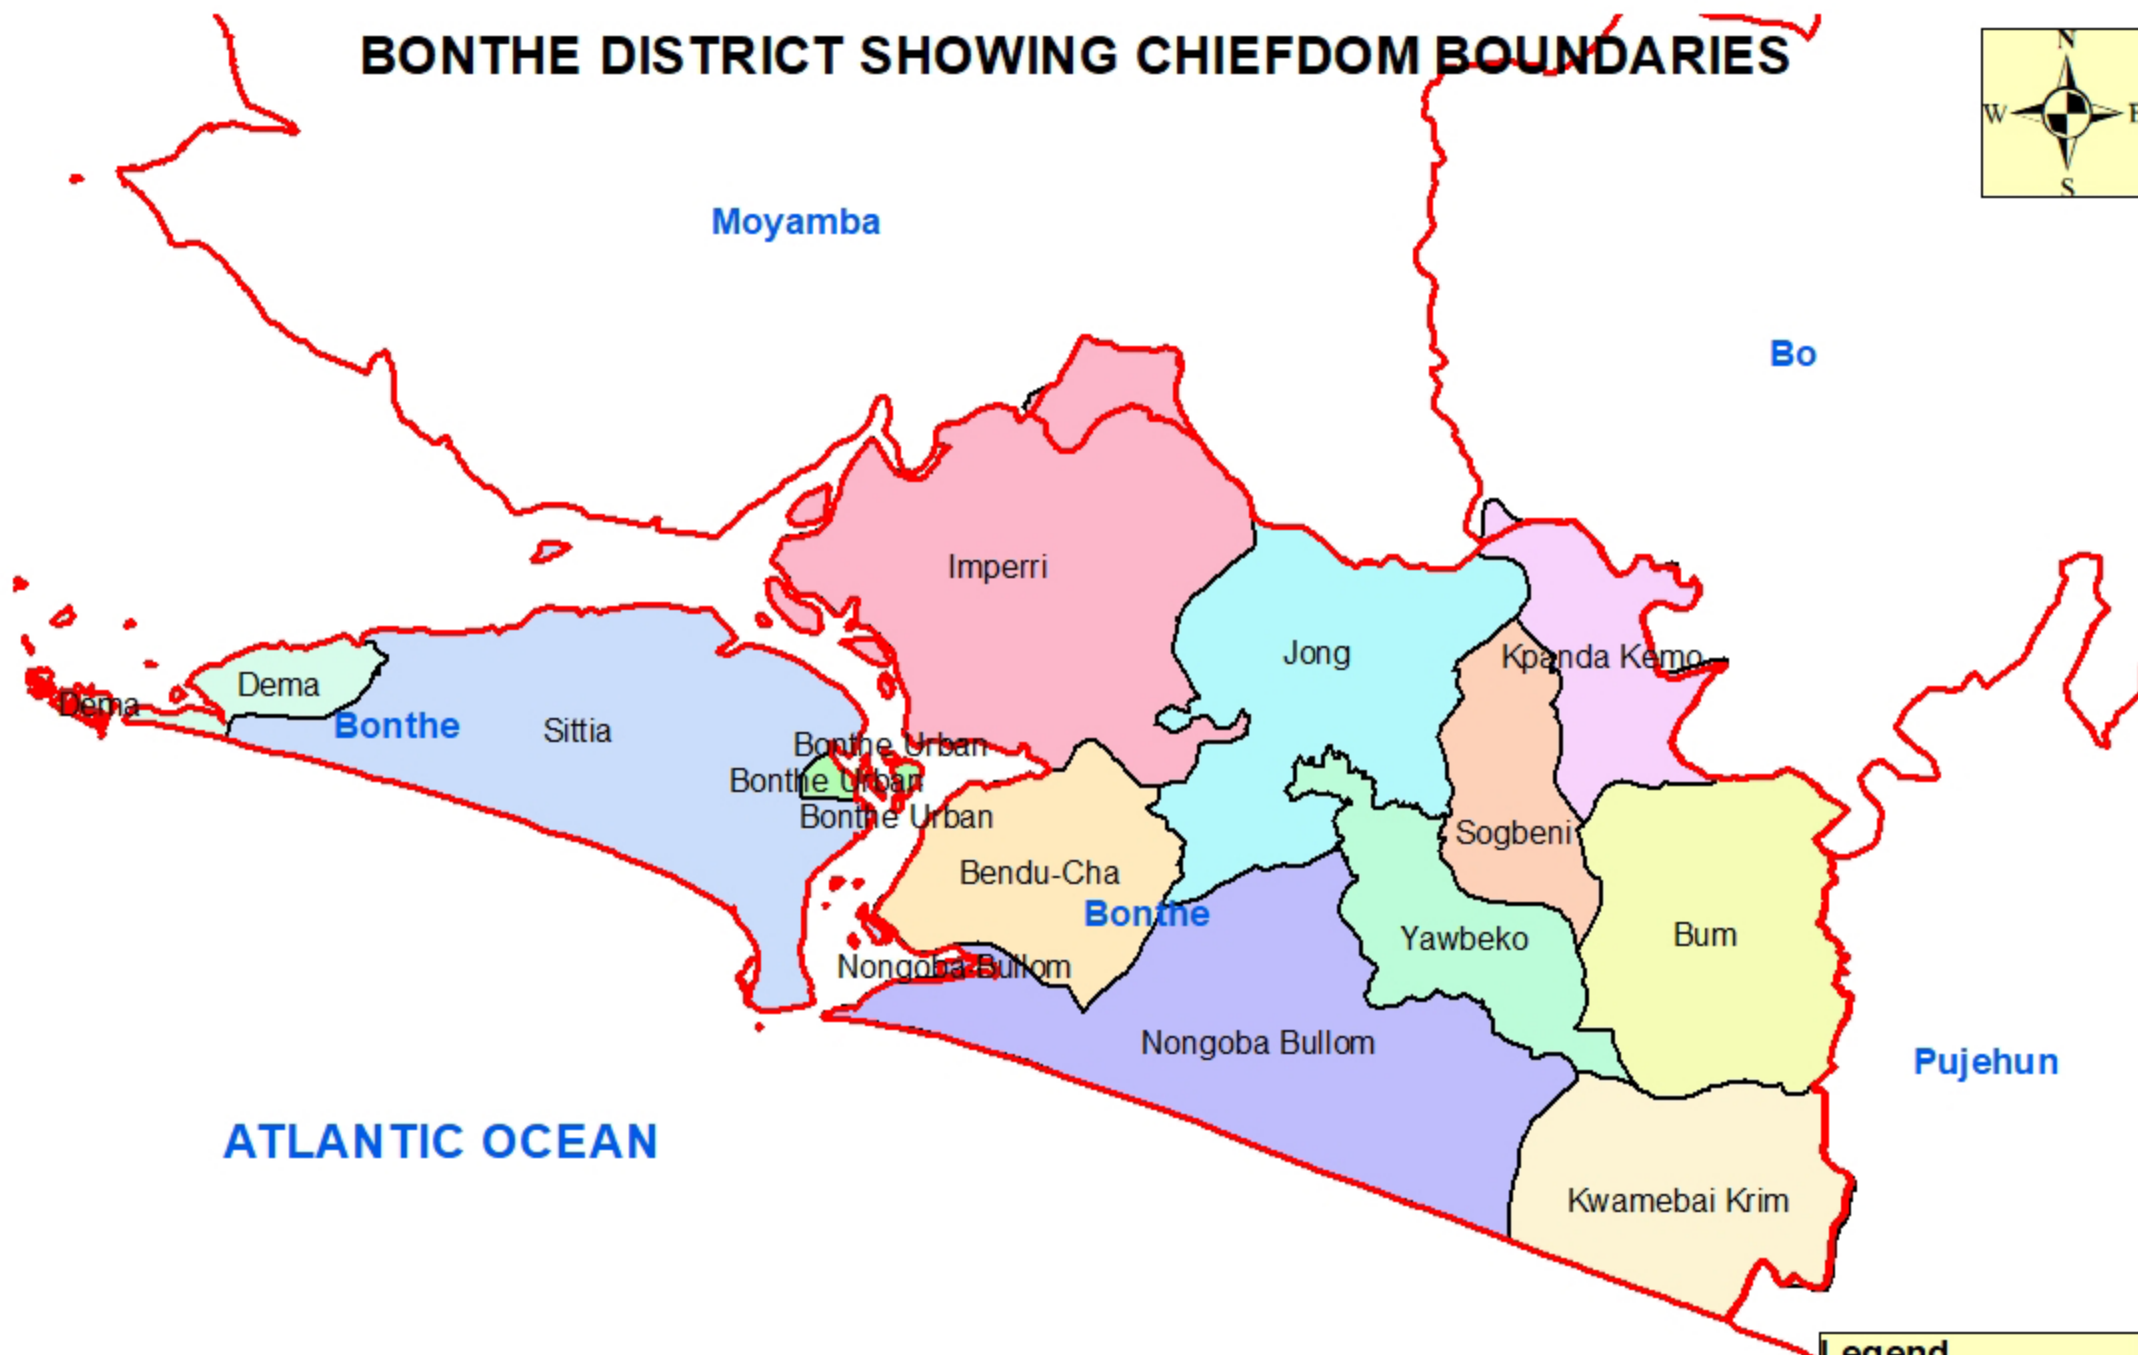 BONTHE DISTRICT SHOWING CHIEFDOM BOUNDARIES
N
W
E
S
Moyamba
Bo
Imperri
Jong
Kpanda Kemo
Dema
Dema
Bonthe
Sittia
Bonthe Urban
Bonthe Urban
Bonthe Urban
Sogbeni
Bendu-Cha
Bonthe
Yawbeko
Bum
Nongoba Bullom
Nongoba Bullom
Pujehun
ATLANTIC OCEAN
Kwamebai Krim
Legend